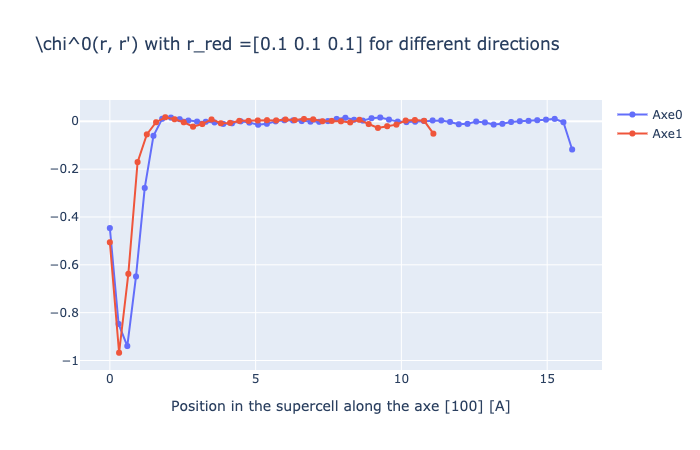 \chi^0(r, r') with r_red =[0.1 0.1 0.1] for different directions
Axe0
Axe1
0
−0.2
−0.4
−0.6
−0.8
−1
0
5
10
15
Position in the supercell along the axe [100] [A]